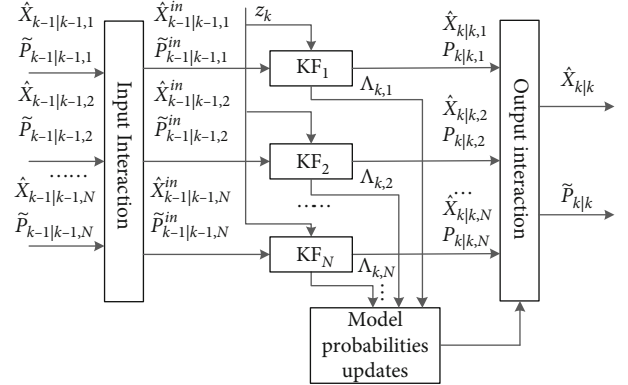 X̂_{k−1|k−1,1}
P̃_{k−1|k−1,1}
X̂_{k−1|k−1,2}
P̃_{k−1|k−1,2}
......
X̂_{k−1|k−1,N}
P̃_{k−1|k−1,N}
Input Interaction
X̂^{in}_{k−1|k−1,1}
P̃^{in}_{k−1|k−1,1}
X̂^{in}_{k−1|k−1,2}
P̃^{in}_{k−1|k−1,2}
X̂^{in}_{k−1|k−1,N}
P̃^{in}_{k−1|k−1,N}
z_k
KF_1
Λ_{k,1}
KF_2
Λ_{k,2}
......
KF_N
Λ_{k,N}
...
Model
probabilities
updates
X̂_{k|k,1}
P_{k|k,1}
X̂_{k|k,2}
P_{k|k,2}
...
X̂_{k|k,N}
P_{k|k,N}
Output interaction
X̂_{k|k}
P̃_{k|k}